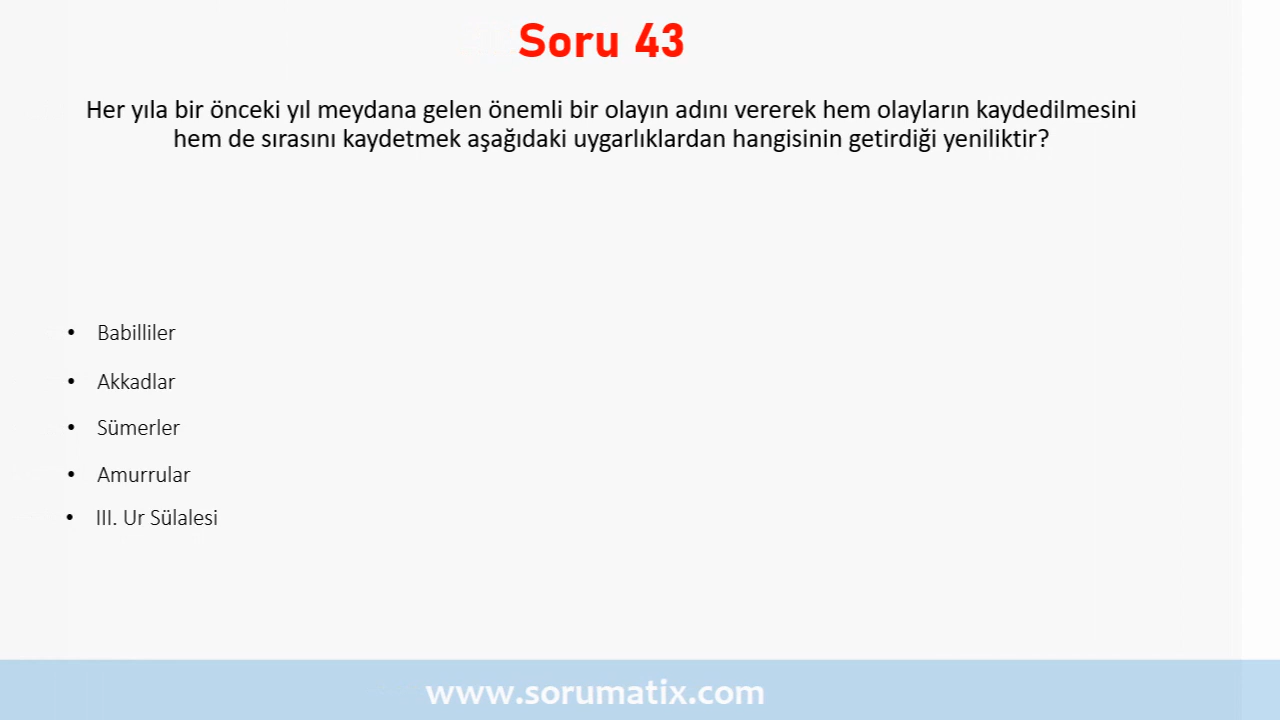 Soru 43
Her yıla bir önceki yıl meydana gelen önemli bir olayın adını vererek hem olayların kaydedilmesini
hem de sırasını kaydetmek aşağıdaki uygarlıklardan hangisinin getirdiği yeniliktir?
• Babilliler
• Akkadlar
• Sümerler
• Amurrular
• III. Ur Sülalesi
www.sorumatix.com